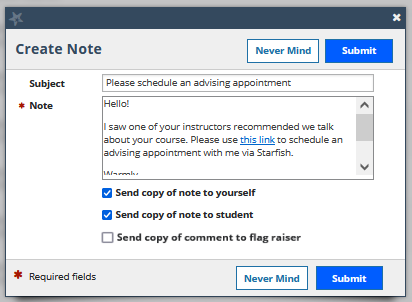 Create Note
Never Mind
Submit
Subject
Please schedule an advising appointment
* Note
Hello!
I saw one of your instructors recommended we talk
about your course. Please use this link to schedule an
advising appointment with me via Starfish.
Warmly
Send copy of note to yourself
Send copy of note to student
Send copy of comment to flag raiser
* Required fields
Never Mind
Submit